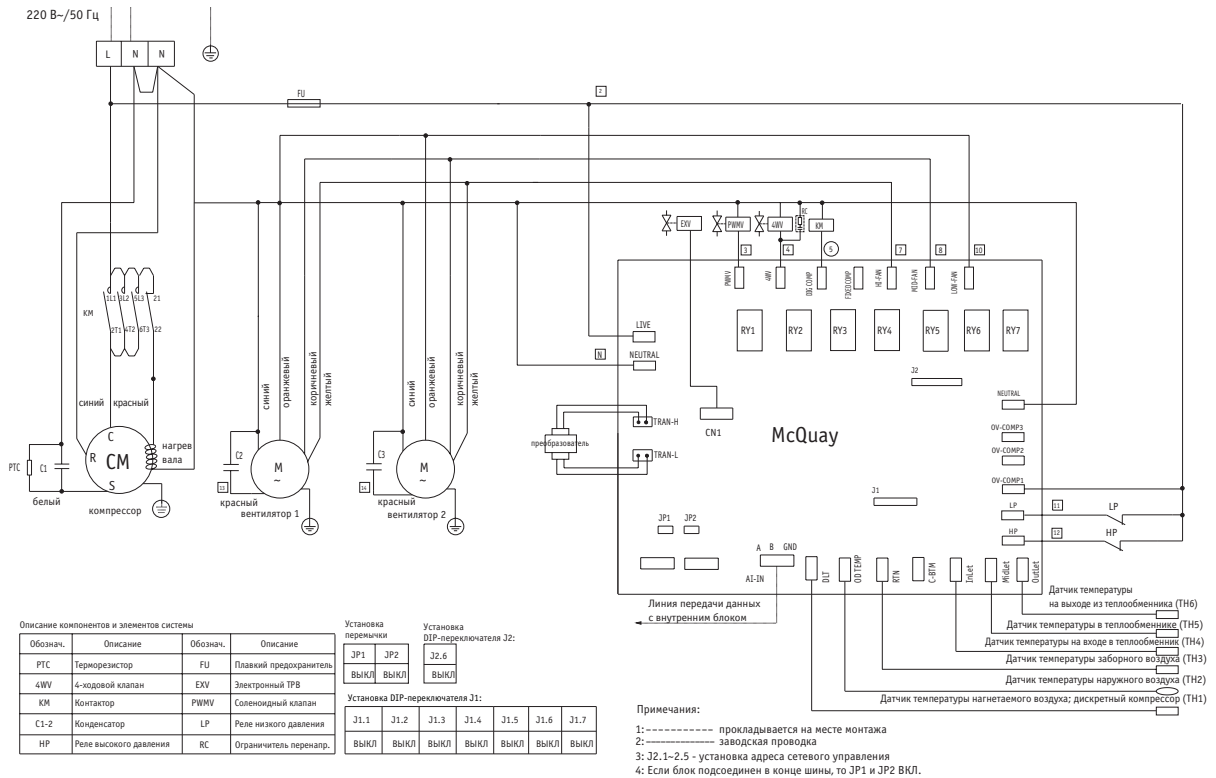 220 В~/50 Гц
L N N
FU
2
EXV
PWMV
4WV
RC
KM
3
4
5
7
8
10
PWMV
4WV
DIG COMP
FIXED COMP
HI-FAN
MID-FAN
LOW-FAN
RY1 RY2 RY3 RY4 RY5 RY6 RY7
LIVE
N
NEUTRAL
J2
NEUTRAL
1L1 3L2 5L3 21
KM
2T1 4T2 6T3 22
синий
красный
синий
оранжевый
коричневый
желтый
синий
оранжевый
коричневый
желтый
TRAN-H
преобразователь
TRAN-L
CN1
McQuay
OV-COMP3
OV-COMP2
OV-COMP1
J1
LP
11
LP
HP
12
HP
PTC
C1
C
R
CM
S
нагрев
вала
белый
компрессор
C2
M
~
13
красный
вентилятор 1
C3
M
~
14
красный
вентилятор 2
JP1 JP2
A B GND
AI-IN
DLT
OD TEMP
RTN
C-BTM
InLet
MidLet
OutLet
Линия передачи данных
с внутренним блоком
Датчик температуры
на выходе из теплообменника (TH6)
Датчик температуры в теплообменике (TH5)
Датчик температуры на входе в теплообменник (TH4)
Датчик температуры заборного воздуха (TH3)
Датчик температуры наружного воздуха (TH2)
Датчик температуры нагнетаемого воздуха; дискретный компрессор (TH1)
Описание компонентов и элементов системы
Обознач. Описание Обознач. Описание
PTC Терморезистор FU Плавкий предохранитель
4WV 4-ходовой клапан EXV Электронный ТРВ
KM Контактор PWMV Соленоидный клапан
C1-2 Конденсатор LP Реле низкого давления
HP Реле высокого давления RC Ограничитель перенапр.
Установка
перемычки
JP1 JP2
ВЫКЛ ВЫКЛ
Установка
DIP-переключателя J2:
J2.6
ВЫКЛ
Установка DIP-переключателя J1:
J1.1 J1.2 J1.3 J1.4 J1.5 J1.6 J1.7
ВЫКЛ ВЫКЛ ВЫКЛ ВЫКЛ ВЫКЛ ВЫКЛ ВЫКЛ
Примечания:
1:----------- прокладывается на месте монтажа
2:——————— заводская проводка
3: J2.1~2.5 - установка адреса сетевого управления
4: Если блок подсоединен в конце шины, то JP1 и JP2 ВКЛ.